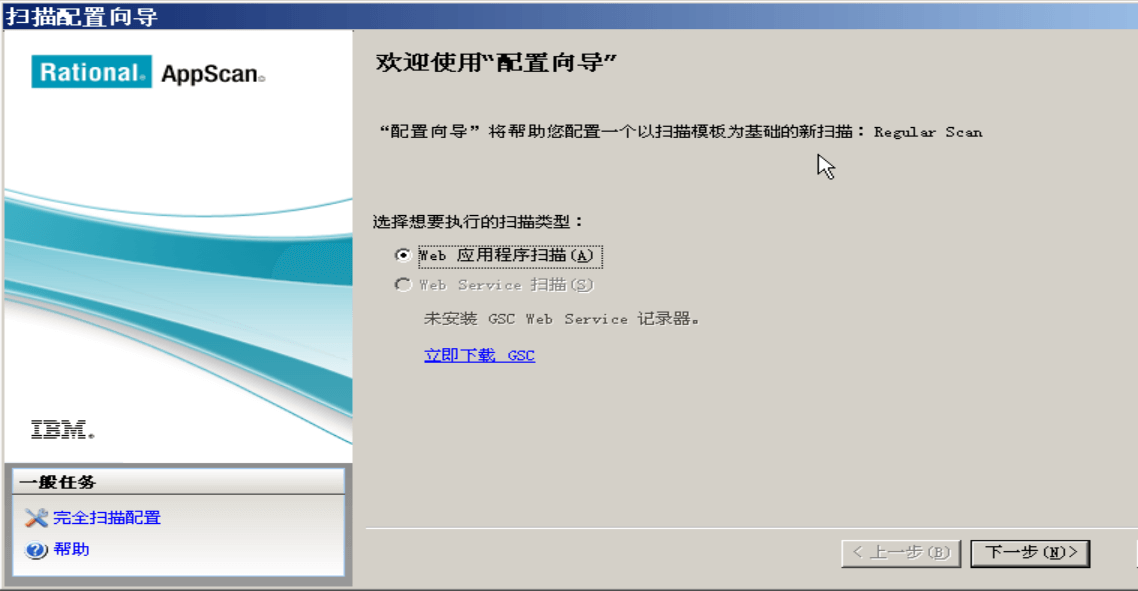 扫描配置向导
Rational. AppScan
欢迎使用“配置向导”
“配置向导”将帮助您配置一个以扫描模板为基础的新扫描：Regular Scan
选择想要执行的扫描类型：
Web 应用程序扫描(A)
Web Service 扫描(S)
未安装 GSC Web Service 记录器。
立即下载 GSC
IBM.
一般任务
完全扫描配置
帮助
< 上一步(B)
下一步(N)>